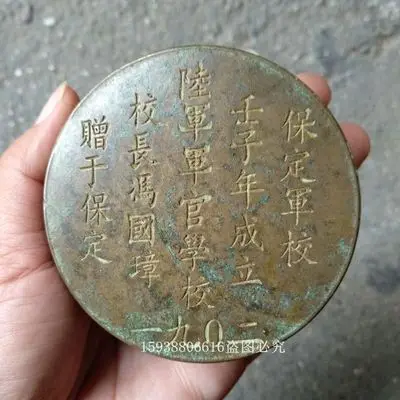 保定軍校
壬子年成立
陸軍軍官學校
校長馮國璋
贈于保定
一九0二
15938806616盗图必究